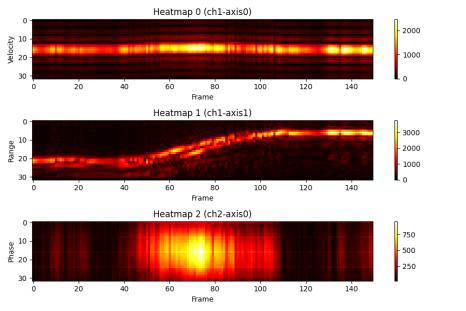 Heatmap 0 (ch1-axis0)
0
10
20
30
Velocity
0 20 40 60 80 100 120 140
Frame
2000
1000
0
Heatmap 1 (ch1-axis1)
0
10
20
30
Range
0 20 40 60 80 100 120 140
Frame
3000
2000
1000
0
Heatmap 2 (ch2-axis0)
0
10
20
30
Phase
0 20 40 60 80 100 120 140
Frame
750
500
250